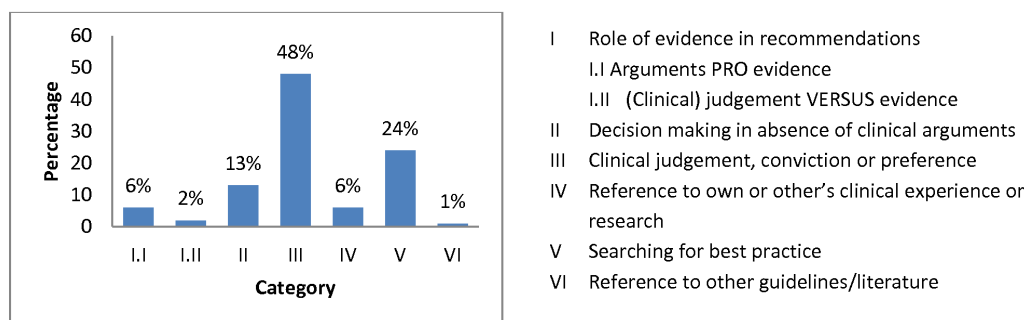 60
50
40
30
20
10
0
Percentage
6%
2%
13%
48%
6%
24%
1%
I.I
I.II
II
III
IV
V
VI
Category
I Role of evidence in recommendations
I.I Arguments PRO evidence
I.II (Clinical) judgement VERSUS evidence
II Decision making in absence of clinical arguments
III Clinical judgement, conviction or preference
IV Reference to own or other’s clinical experience or
research
V Searching for best practice
VI Reference to other guidelines/literature